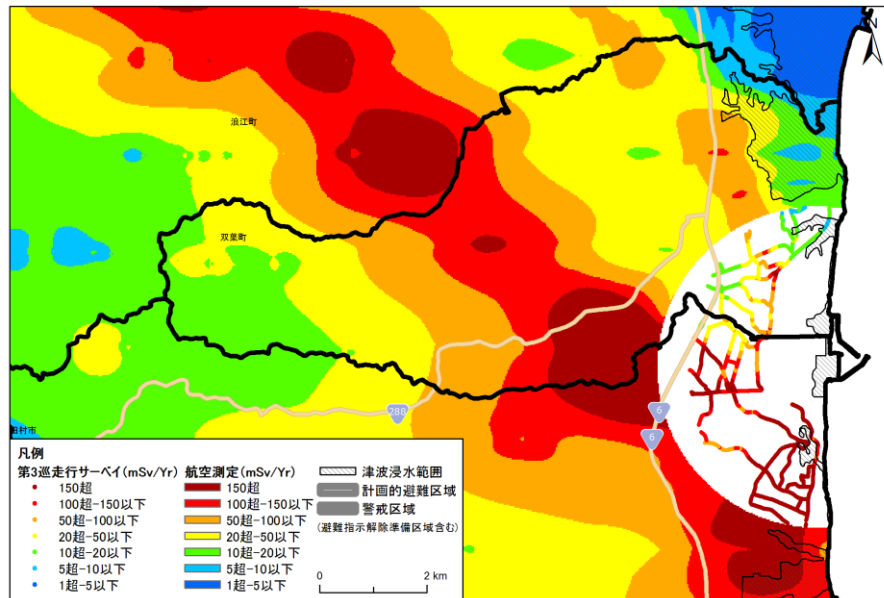 N
浪江町
双葉町
288
6
6
田村市
凡例
第3巡走行サーベイ(mSv/Yr)
150超
100超-150以下
50超-100以下
20超-50以下
10超-20以下
5超-10以下
1超-5以下
航空測定(mSv/Yr)
150超
100超-150以下
50超-100以下
20超-50以下
10超-20以下
5超-10以下
1超-5以下
津波浸水範囲
計画的避難区域
警戒区域
(避難指示解除準備区域含む)
0 2 km